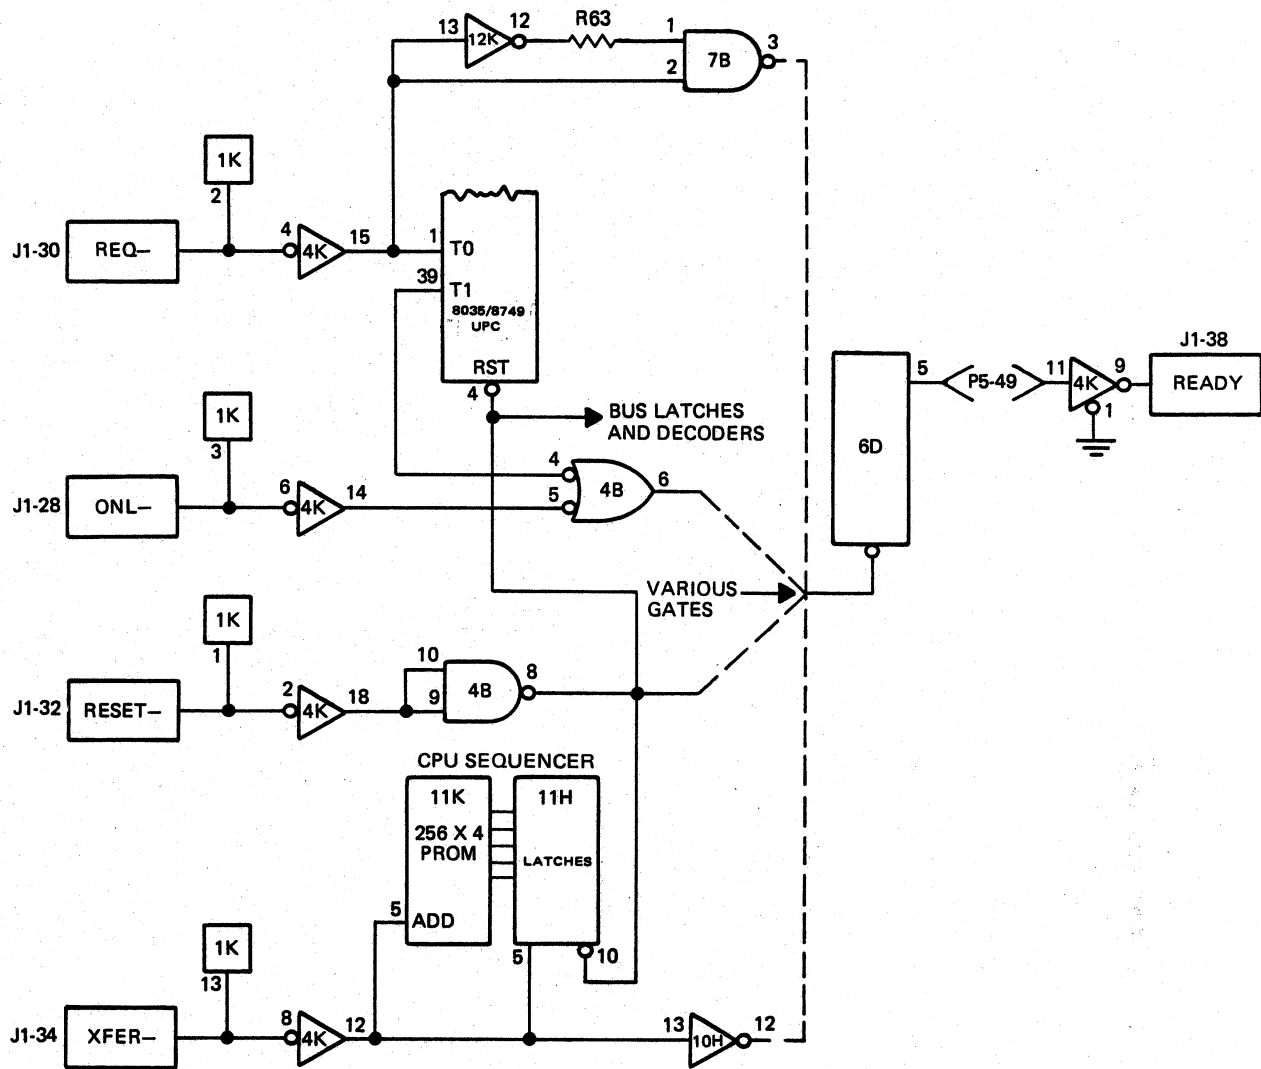 13
12K
12
R63
1
7B
3
2
1K
2
J1-30
REQ—
4
4K
15
1
T0
39
T1
8035/8749
UPC
RST
4
BUS LATCHES
AND DECODERS
1K
3
J1-28
ONL—
6
4K
14
4
5
4B
6
6D
5
P5-49
11
4K
9
1
J1-38
READY
VARIOUS
GATES
1K
1
J1-32
RESET—
2
4K
18
10
9
4B
8
CPU SEQUENCER
11K
256 X 4
PROM
5
ADD
11H
LATCHES
5
10
1K
13
J1-34
XFER—
8
4K
12
13
10H
12